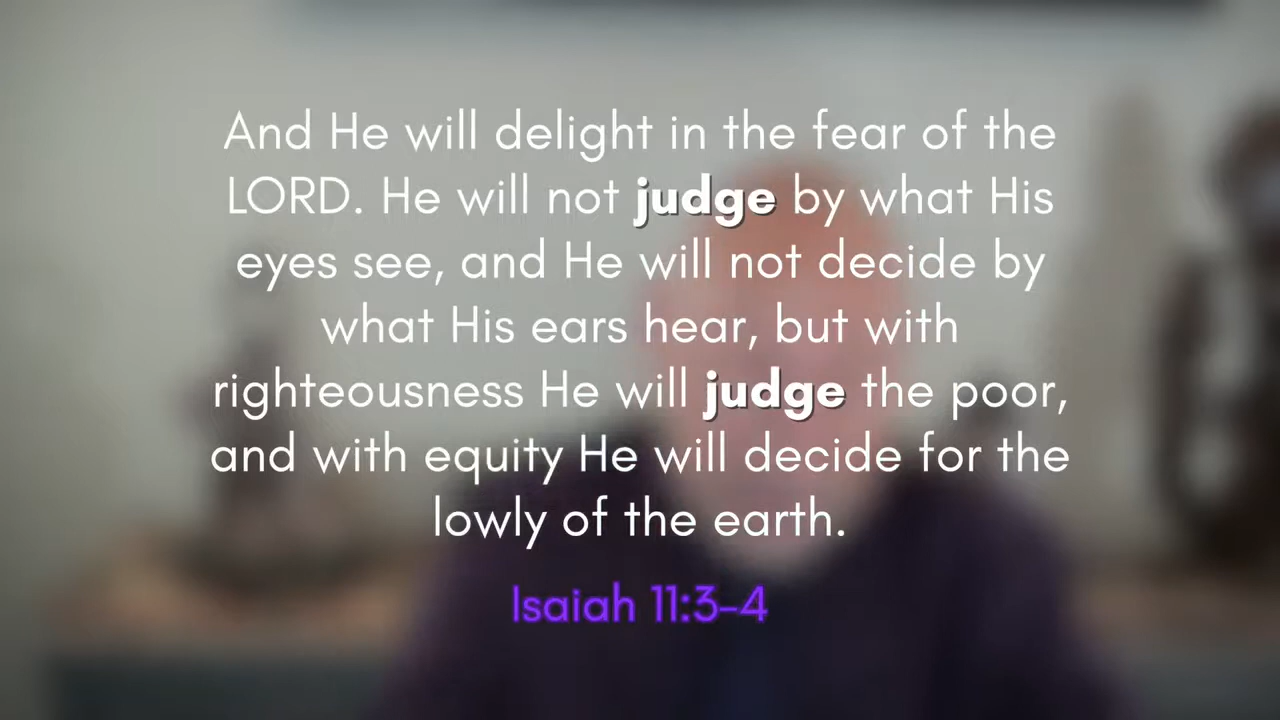 And He will delight in the fear of the
LORD. He will not judge by what His
eyes see, and He will not decide by
what His ears hear, but with
righteousness He will judge the poor,
and with equity He will decide for the
lowly of the earth.
Isaiah 11:3-4